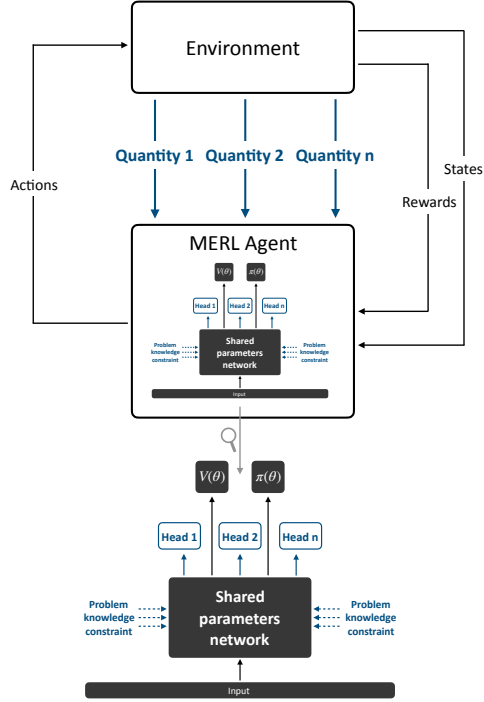 Environment
Quantity 1 Quantity 2 Quantity n
Actions
States
Rewards
MERL Agent
V(θ) π(θ)
Head 1 Head 2 Head n
Problem
knowledge
constraint
Shared
parameters
network
Problem
knowledge
constraint
Input
V(θ) π(θ)
Head 1 Head 2 Head n
Problem
knowledge
constraint
Shared
parameters
network
Problem
knowledge
constraint
Input